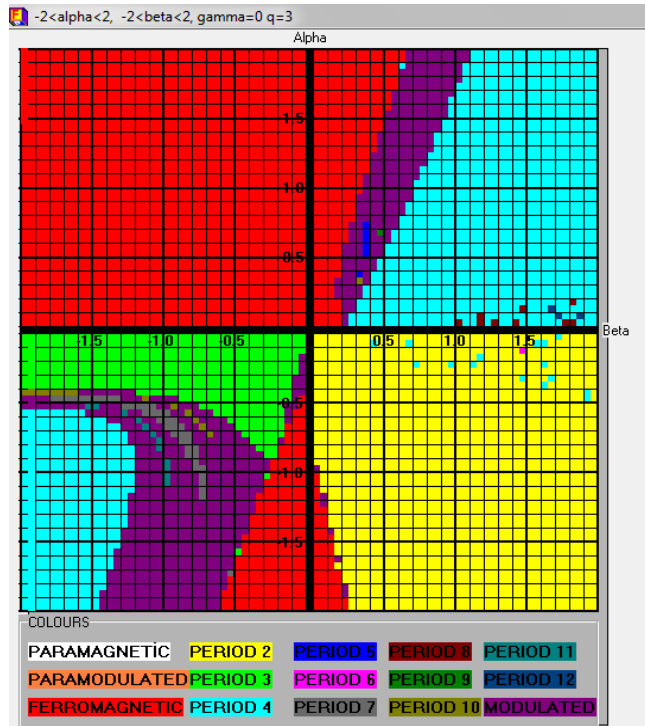 -2<alpha<2, -2<beta<2, gamma=0 q=3
Alpha
-1.5
-1.0
-0.5
Beta
-1.5 -1.0 -0.5 0.5 1.0 1.5
-0.5
-1.0
-1.5
COLOURS
PARAMAGNETİC PERIOD 2 PERIOD 5 PERIOD 8 PERIOD 11
PARAMODULATED PERIOD 3 PERIOD 6 PERIOD 9 PERIOD 12
FERROMAGNETIC PERIOD 4 PERIOD 7 PERIOD 10 MODULATED